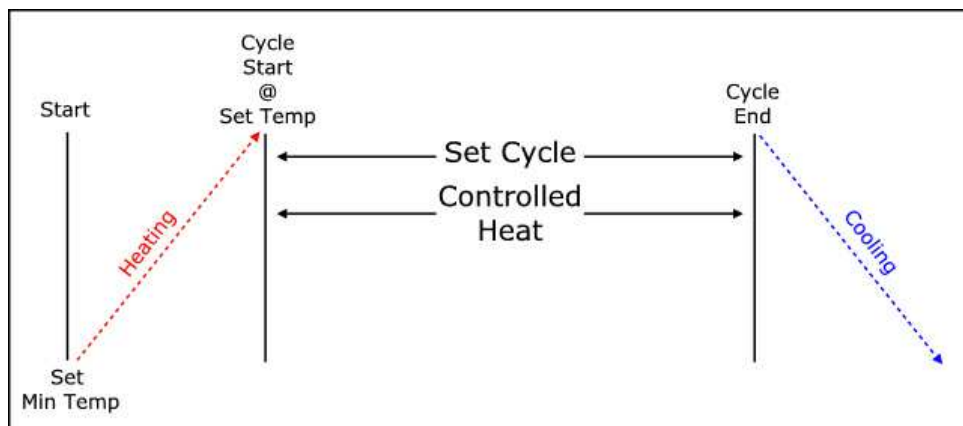 Start
Cycle
Start
@
Set Temp
Cycle
End
Set Cycle
Controlled
Heat
Heating
Cooling
Set
Min Temp